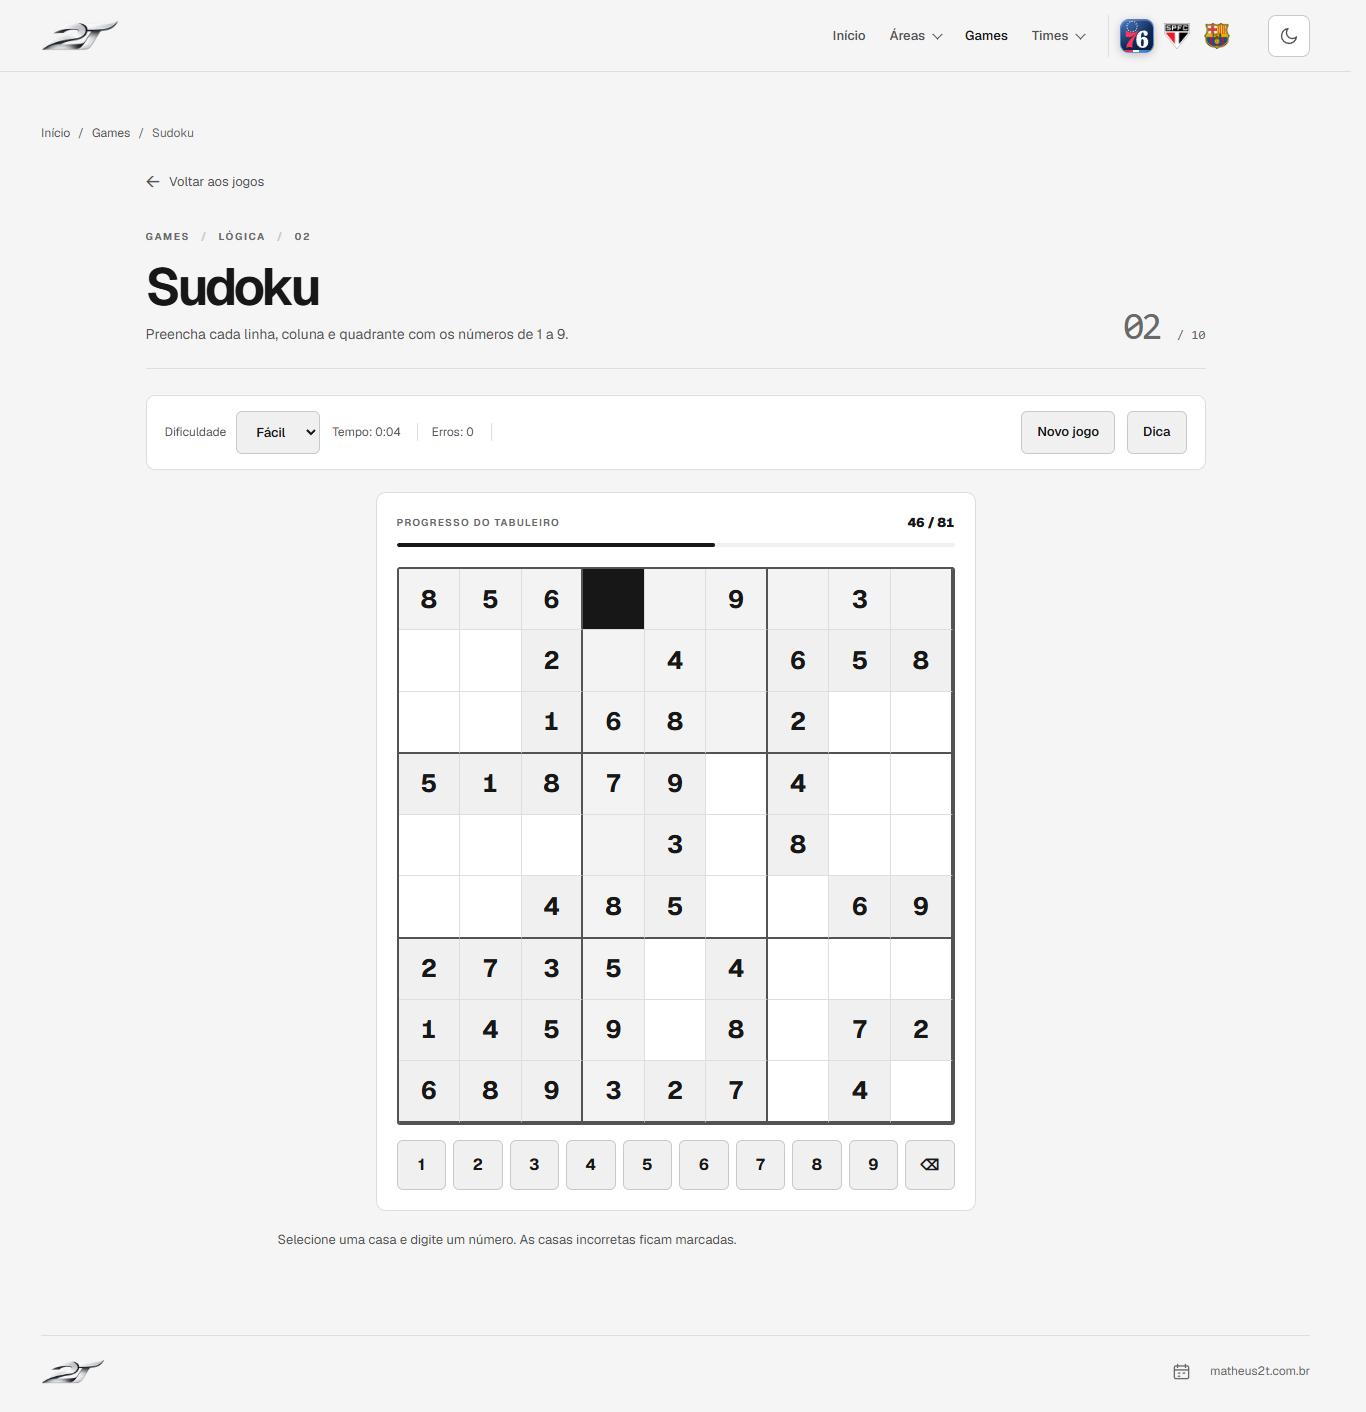 2T
Início Áreas Games Times 76 SPFC
Início / Games / Sudoku
← Voltar aos jogos
GAMES / LÓGICA / 02
Sudoku
Preencha cada linha, coluna e quadrante com os números de 1 a 9.
02 / 10
Dificuldade Fácil Tempo: 0:04 Erros: 0 Novo jogo Dica
PROGRESSO DO TABULEIRO 46 / 81
8 5 6 9 3
2 4 6 5 8
1 6 8 2
5 1 8 7 9 4
3 8
4 8 5 6 9
2 7 3 5 4
1 4 5 9 8 7 2
6 8 9 3 2 7 4
1 2 3 4 5 6 7 8 9 ⌫
Selecione uma casa e digite um número. As casas incorretas ficam marcadas.
2T matheus2t.com.br